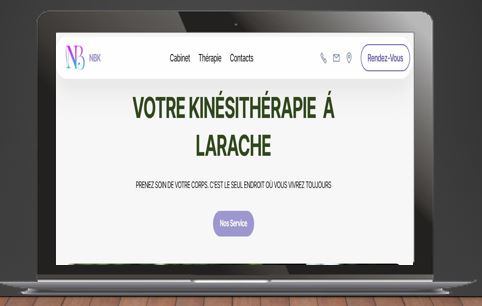 NB NBK Cabinet Thérapie Contacts Rendez-Vous
VOTRE KINÉSITHÉRAPIE Á
LARACHE
PRENEZ SOIN DE VOTRE CORPS. C'EST LE SEUL ENDROIT OÙ VOUS VIVREZ TOUJOURS
Nos Service